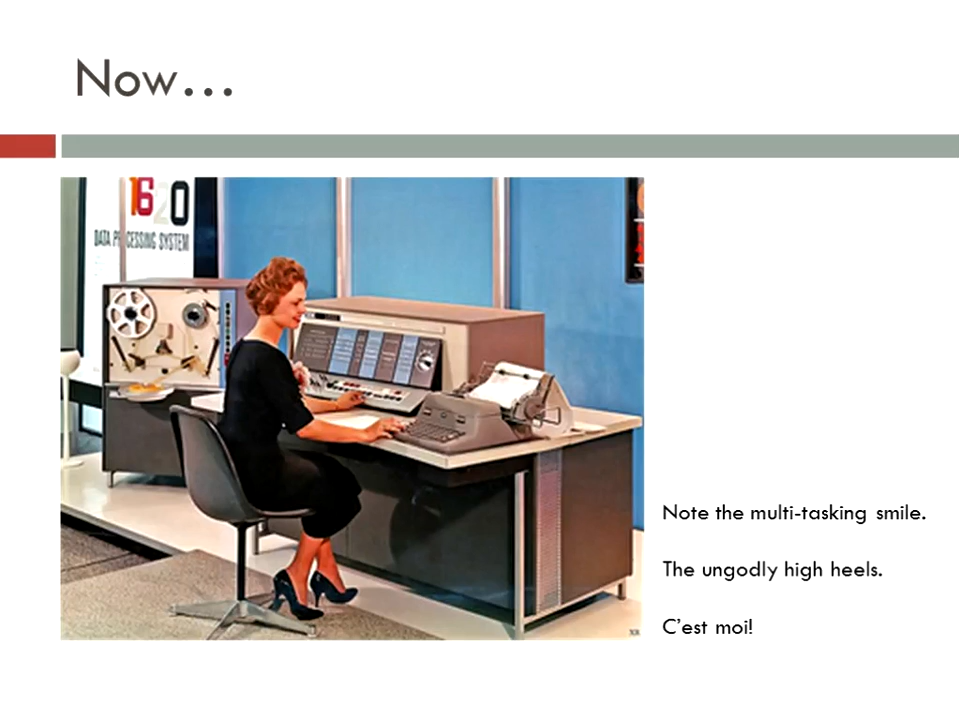 Now…
1620
DATA PROCESSING SYSTEM
Note the multi-tasking smile.
The ungodly high heels.
C’est moi!